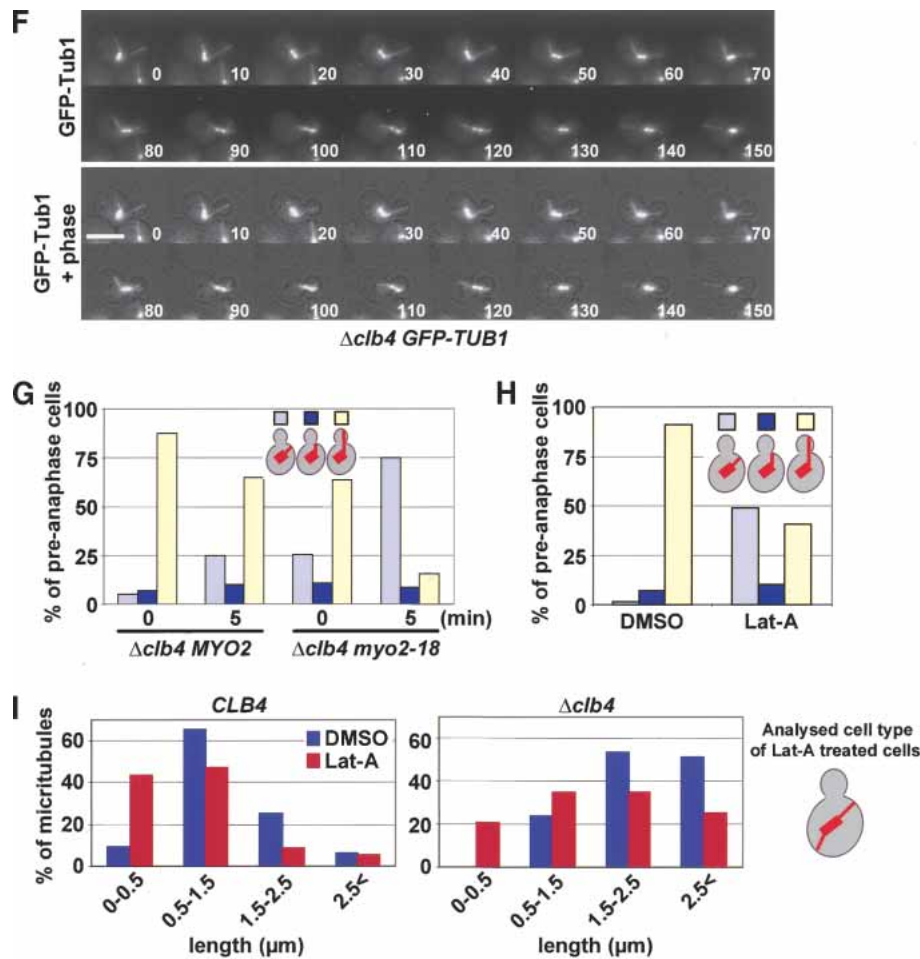 F
GFP-Tub1
0 10 20 30 40 50 60 70
80 90 100 110 120 130 140 150
GFP-Tub1
+ phase
0 10 20 30 40 50 60 70
80 90 100 110 120 130 140 150
Δclb4 GFP-TUB1
G
% of pre-anaphase cells
100
75
50
25
0
0 5 0 5 (min)
Δclb4 MYO2 Δclb4 myo2-18
H
% of pre-anaphase cells
100
75
50
25
0
DMSO Lat-A
I
CLB4
% of micritubules
60
40
20
0
DMSO
Lat-A
0-0.5 0.5-1.5 1.5-2.5 2.5<
length (µm)
Δclb4
60
40
20
0
0-0.5 0.5-1.5 1.5-2.5 2.5<
length (µm)
Analysed cell type
of Lat-A treated cells